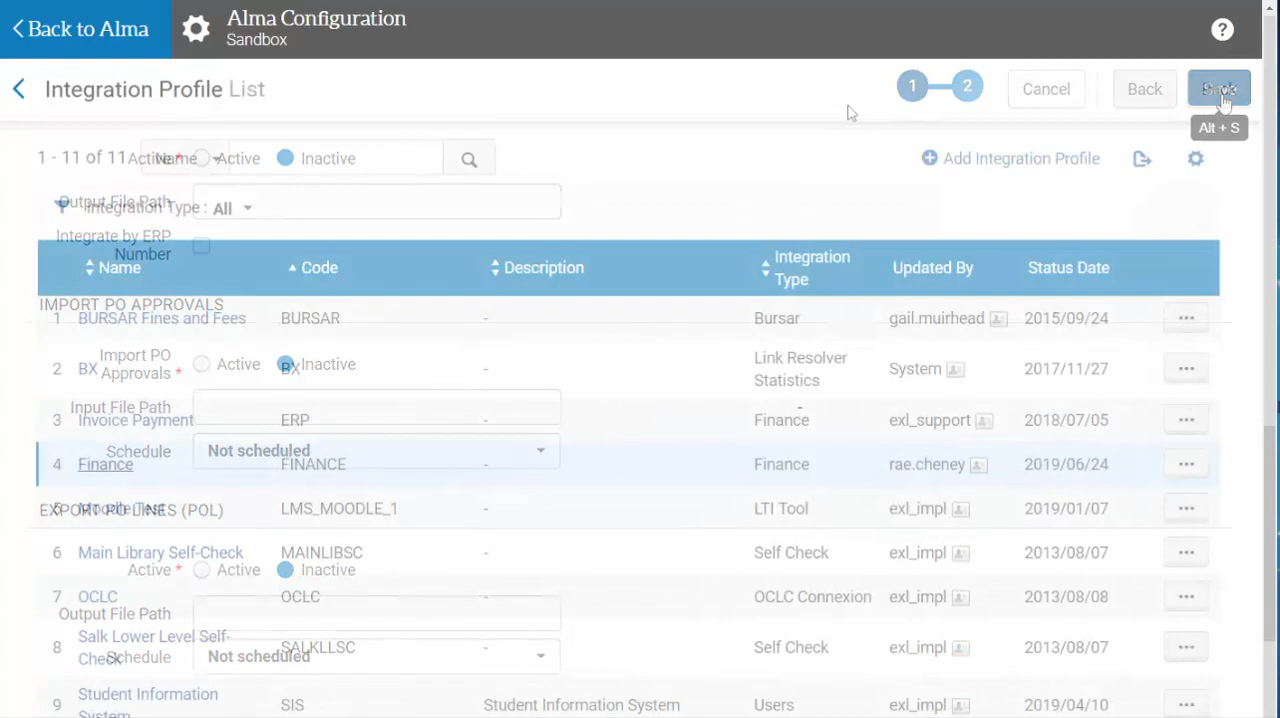 Back to Alma
Alma Configuration
Sandbox
?
Integration Profile List
1
2
Cancel
Back
Alt + S
1 - 11 of 11
Name
Active *
Active
Inactive
Add Integration Profile
Output File Path
Integration Type : All
Integrate by ERP
Number
Name
Code
Description
Integration
Type
Updated By
Status Date
IMPORT PO APPROVALS
1 BURSAR Fines and Fees BURSAR - Bursar gail.muirhead 2015/09/24
Import PO
Approvals *
Active
Inactive
2 BX BX - Link Resolver
Statistics
System 2017/11/27
Input File Path
3 Invoice Payment ERP - Finance exl_support 2018/07/05
Schedule
Not scheduled
4 Finance FINANCE - Finance rae.cheney 2019/06/24
EXPORT PO LINES (POL)
5 Moodle Test LMS_MOODLE_1 - LTI Tool exl_impl 2019/01/07
6 Main Library Self-Check MAINLIBSC - Self Check exl_impl 2013/08/07
Active *
Active
Inactive
7 OCLC OCLC - OCLC Connexion exl_impl 2013/08/08
Output File Path
8 Salk Lower Level Self-
Check
SALKLLSC - Self Check exl_impl 2013/08/07
Schedule
Not scheduled
9 Student Information
System
SIS Student Information System Users exl_impl 2019/04/10